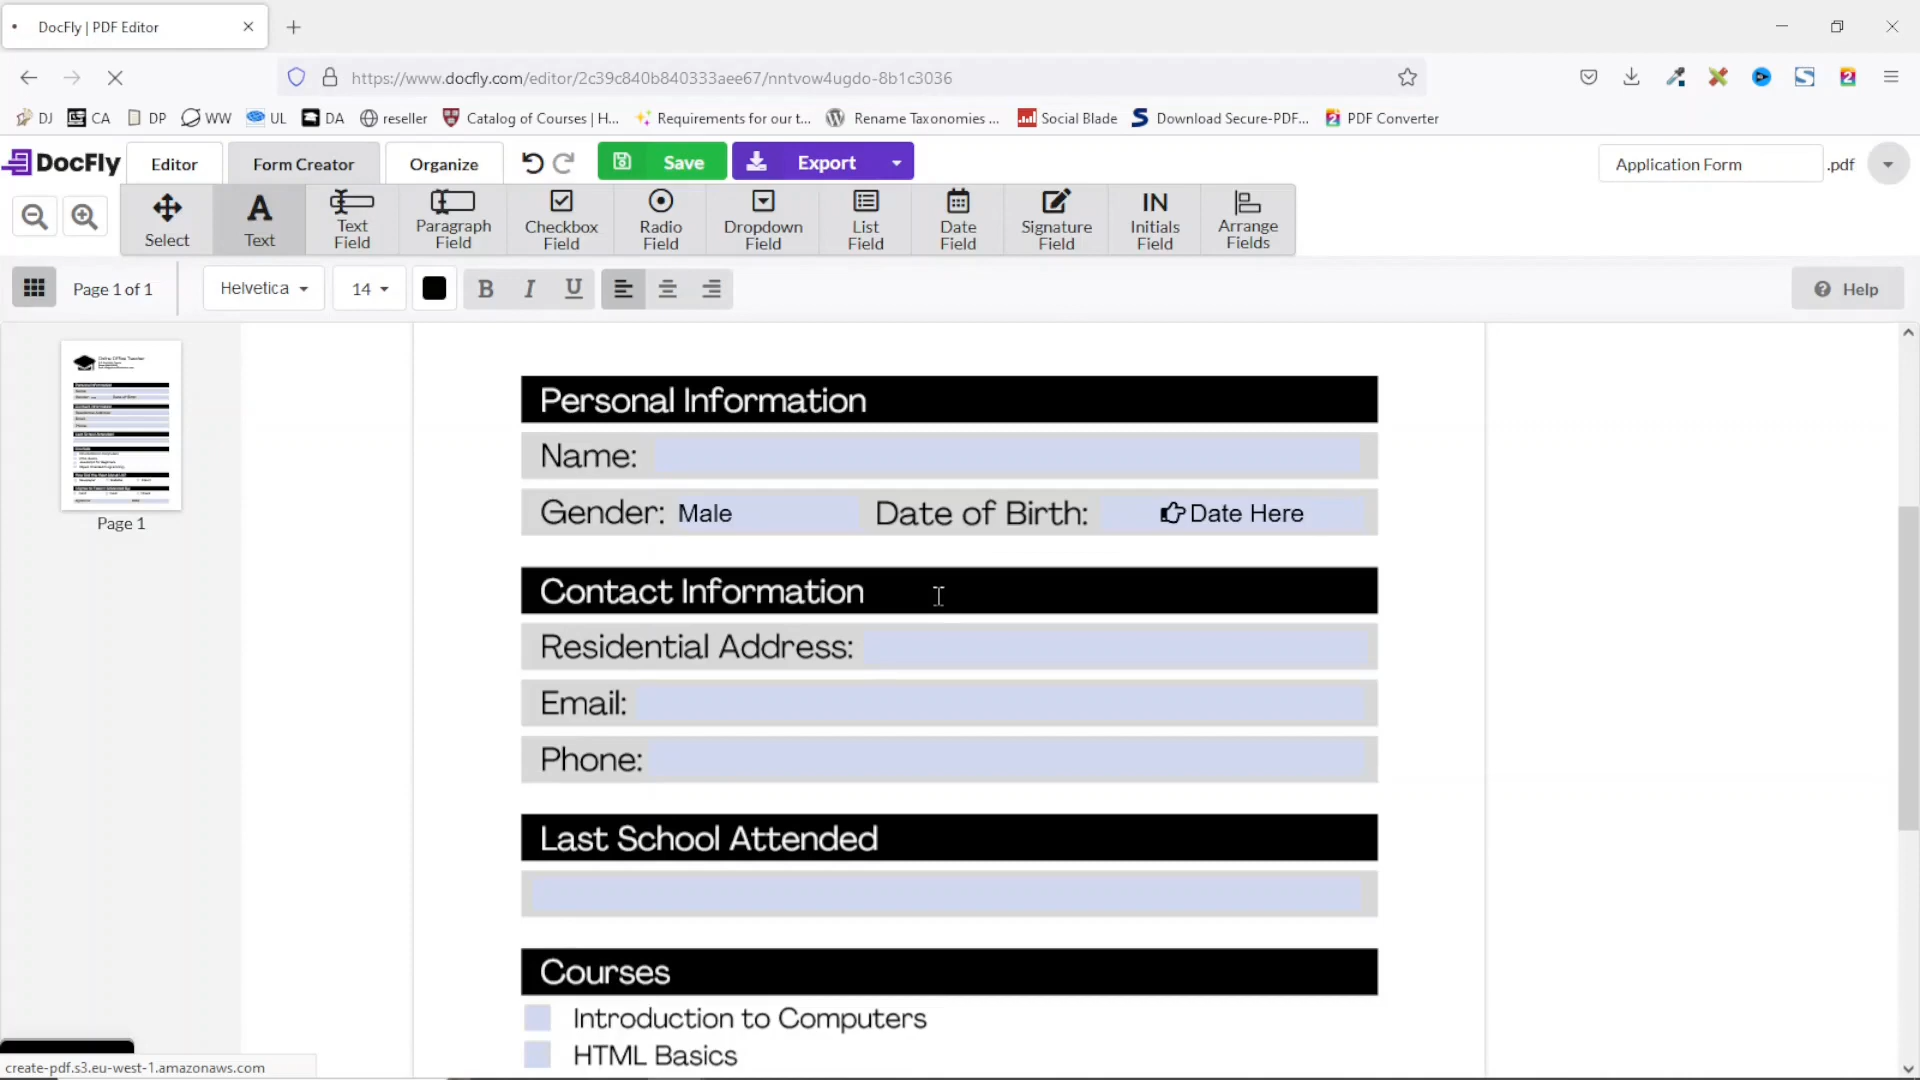 DocFly | PDF Editor
https://www.docfly.com/editor/2c39c840b840333aee67/nntvow4ugdo-8b1c3036
DJ CA DP WW UL DA reseller Catalog of Courses | H... Requirements for our t... Rename Taxonomies ... Social Blade Download Secure-PDF... PDF Converter
DocFly Editor Form Creator Organize Save Export Application Form .pdf
Select Text Text Field Paragraph Field Checkbox Field Radio Field Dropdown Field List Field Date Field Signature Field IN Initials Field Arrange Fields
Page 1 of 1 Helvetica 14 B I U Help
Personal Information
Name:
Gender: Male Date of Birth: Date Here
Contact Information
Residential Address:
Email:
Phone:
Last School Attended
Courses
Introduction to Computers
HTML Basics
Page 1
create-pdf.s3.eu-west-1.amazonaws.com